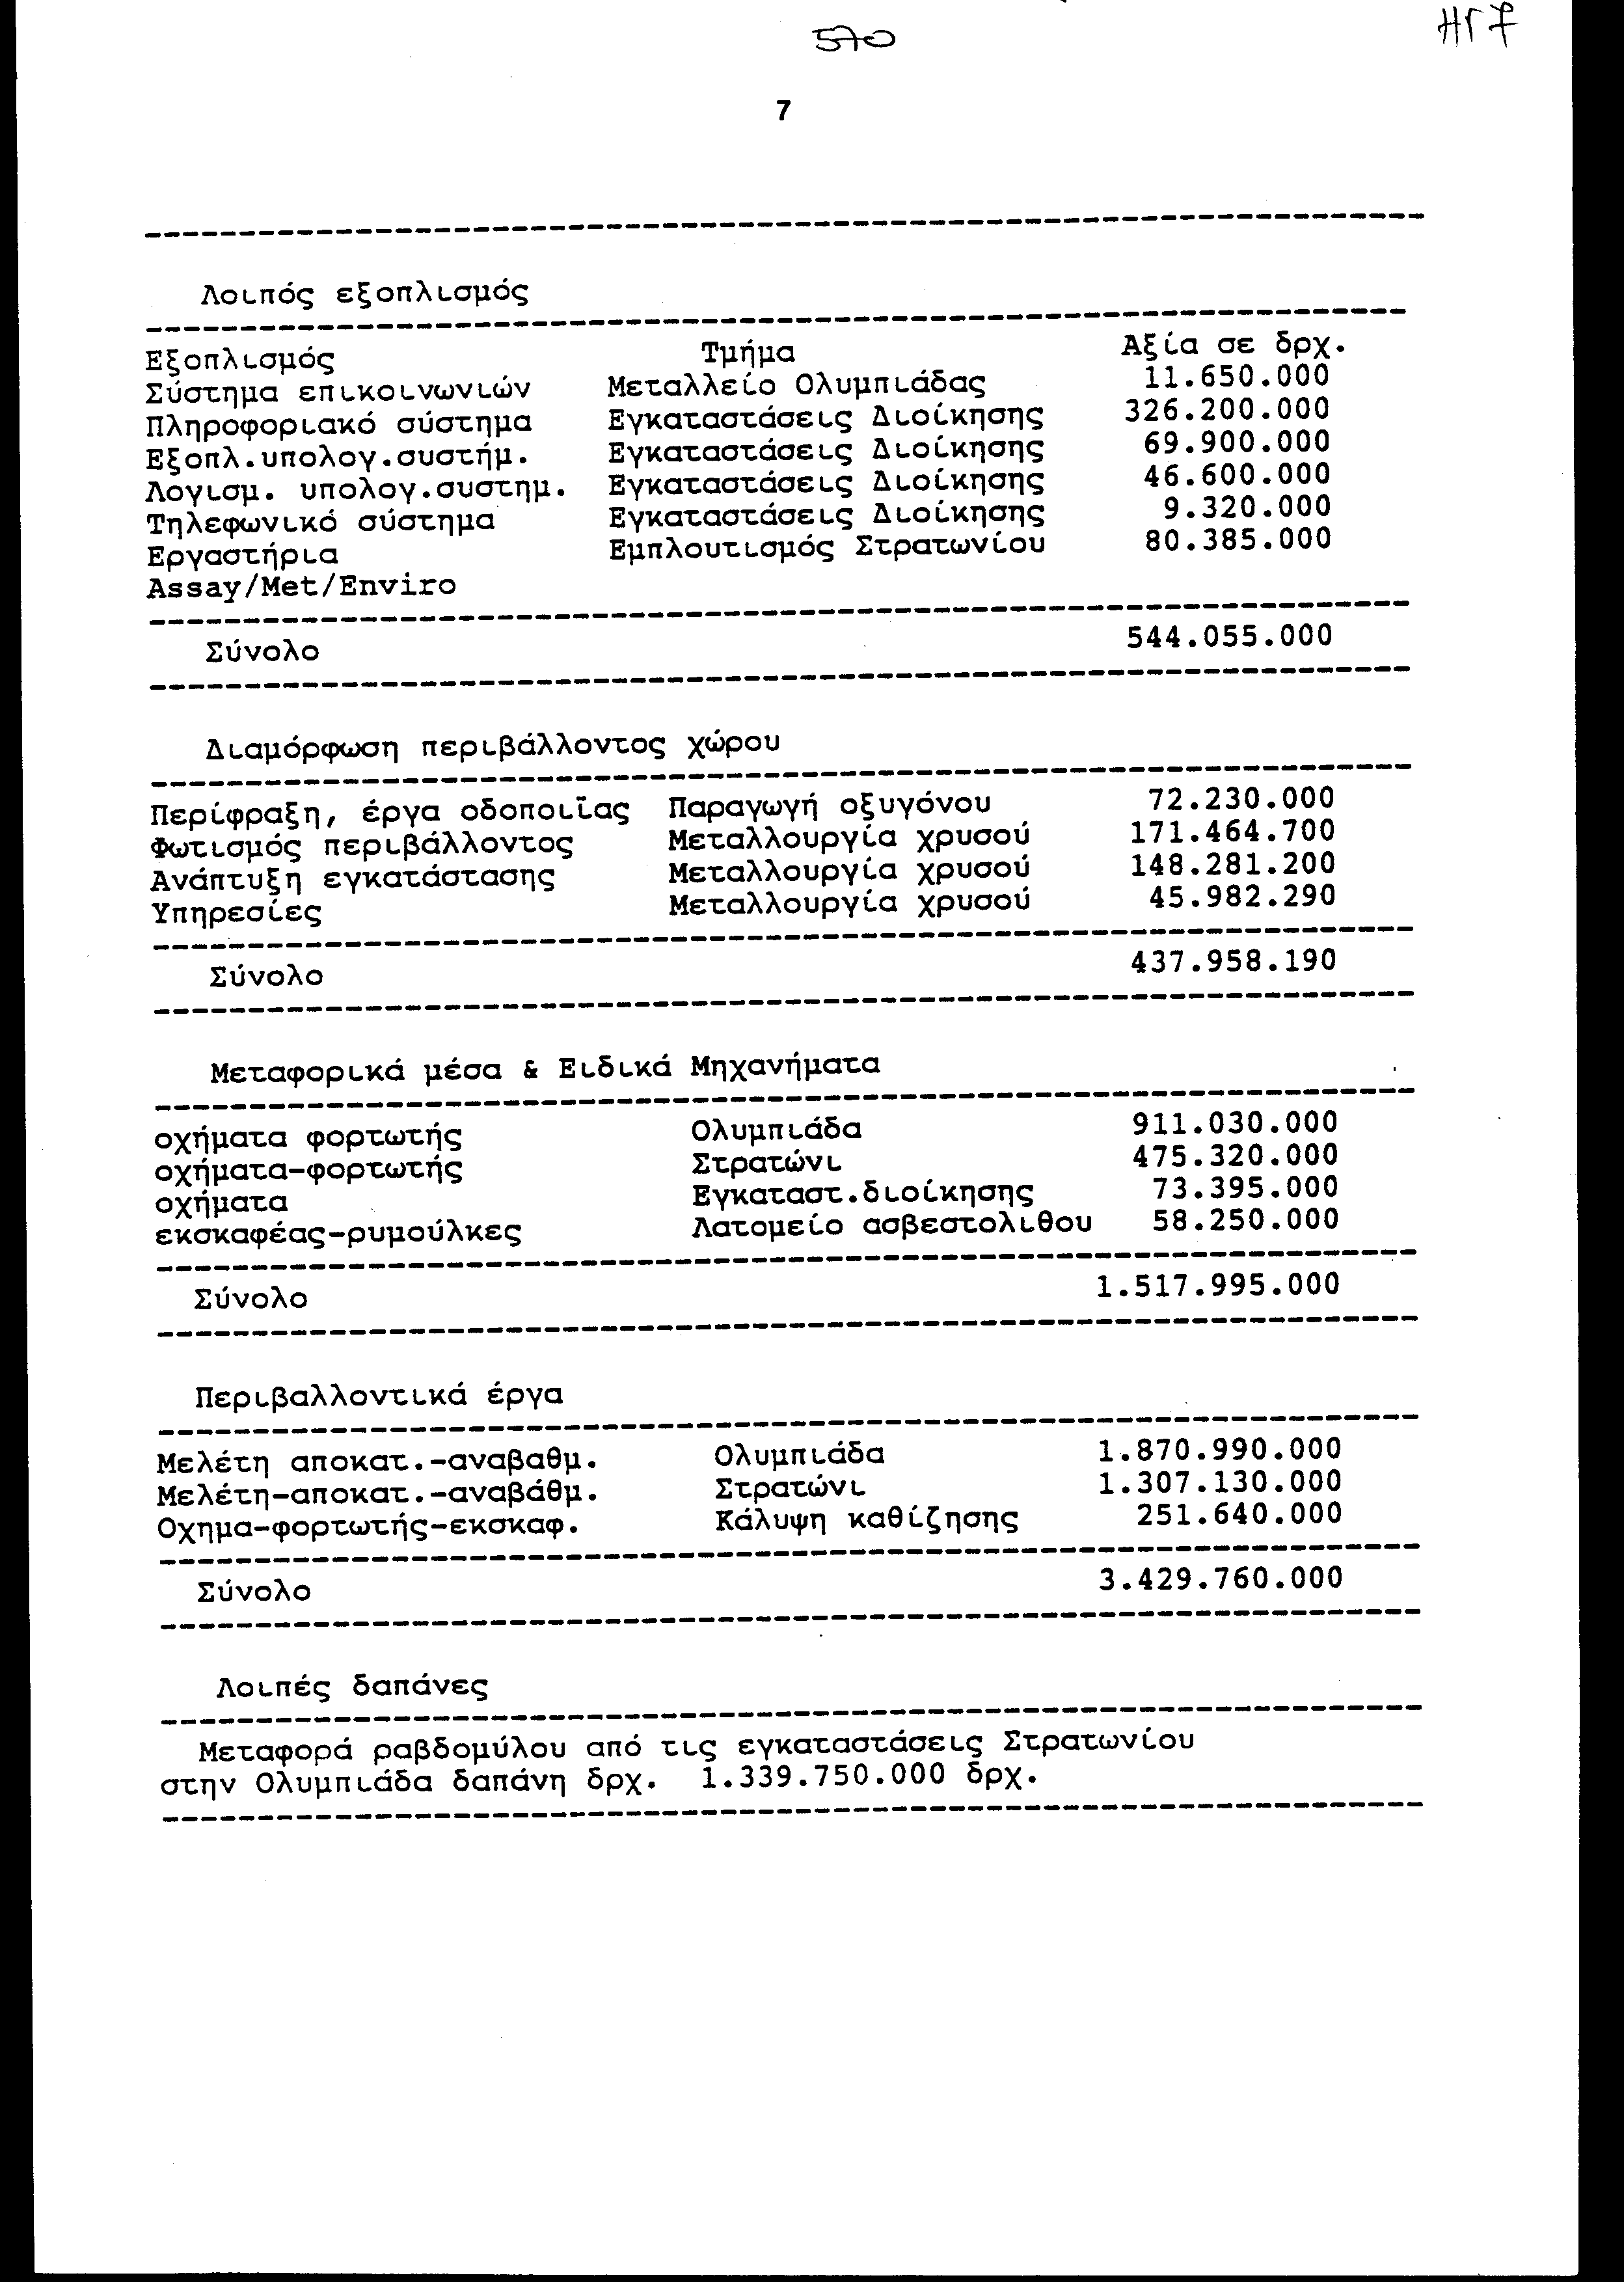 570
7
Λοιπός εξοπλισμός
Εξοπλισμός Τμήμα Αξία σε δρχ.
Σύστημα επικοινωνιών Μεταλλείο Ολυμπιάδας 11.650.000
Πληροφοριακό σύστημα Εγκαταστάσεις Διοίκησης 326.200.000
Εξοπλ.υπολογ.συστήμ. Εγκαταστάσεις Διοίκησης 69.900.000
Λογισμ. υπολογ.συστημ. Εγκαταστάσεις Διοίκησης 46.600.000
Τηλεφωνικό σύστημα Εγκαταστάσεις Διοίκησης 9.320.000
Εργαστήρια Εμπλουτισμός Στρατωνίου 80.385.000
Assay/Met/Enviro
Σύνολο 544.055.000
Διαμόρφωση περιβάλλοντος χώρου
Περίφραξη, έργα οδοποιΐας Παραγωγή οξυγόνου 72.230.000
Φωτισμός περιβάλλοντος Μεταλλουργία χρυσού 171.464.700
Ανάπτυξη εγκατάστασης Μεταλλουργία χρυσού 148.281.200
Υπηρεσίες Μεταλλουργία χρυσού 45.982.290
Σύνολο 437.958.190
Μεταφορικά μέσα & Ειδικά Μηχανήματα
οχήματα φορτωτής Ολυμπιάδα 911.030.000
οχήματα-φορτωτής Στρατώνι 475.320.000
οχήματα Εγκαταστ.διοίκησης 73.395.000
εκσκαφέας-ρυμούλκες Λατομείο ασβεστολιθου 58.250.000
Σύνολο 1.517.995.000
Περιβαλλοντικά έργα
Μελέτη αποκατ.-αναβαθμ. Ολυμπιάδα 1.870.990.000
Μελέτη-αποκατ.-αναβάθμ. Στρατώνι 1.307.130.000
Οχημα-φορτωτής-εκσκαφ. Κάλυψη καθίζησης 251.640.000
Σύνολο 3.429.760.000
Λοιπές δαπάνες
Μεταφορά ραβδομύλου από τις εγκαταστάσεις Στρατωνίου
στην Ολυμπιάδα δαπάνη δρχ. 1.339.750.000 δρχ.